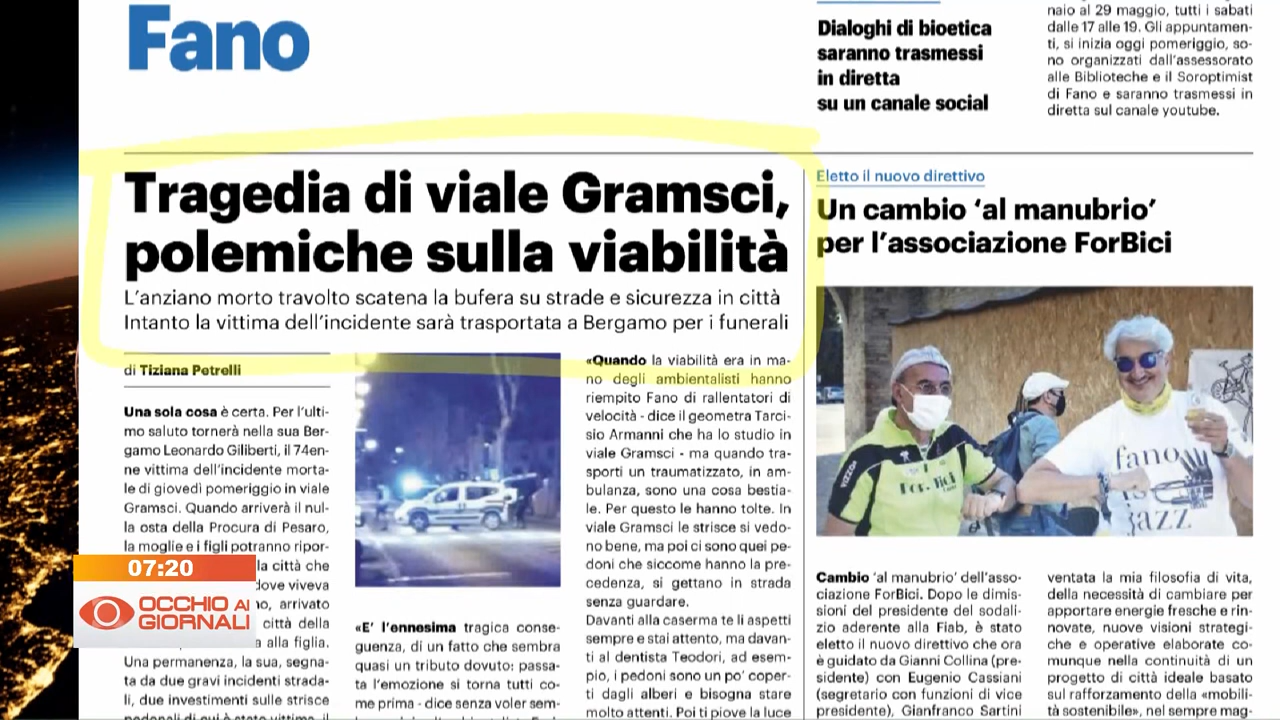 Fano
Dialoghi di bioetica
saranno trasmessi
in diretta
su un canale social
naio al 29 maggio, tutti i sabati
dalle 17 alle 19. Gli appuntamen-
ti, si inizia oggi pomeriggio, so-
no organizzati dall'assessorato
alle Biblioteche e il Soroptimist
di Fano e saranno trasmessi in
diretta sul canale youtube.
Tragedia di viale Gramsci,
polemiche sulla viabilità
L'anziano morto travolto scatena la bufera su strade e sicurezza in città
Intanto la vittima dell'incidente sarà trasportata a Bergamo per i funerali
di Tiziana Petrelli
Una sola cosa è certa. Per l'ulti-
mo saluto tornerà nella sua Ber-
gamo Leonardo Giliberti, il 74en-
ne vittima dell'incidente morta-
le di giovedì pomeriggio in viale
Gramsci. Quando arriverà il nul-
la osta della Procura di Pesaro,
la moglie e i figli potranno ripor-
la città che
dove viveva
no, arrivato
città della
a alla figlia.
Una permanenza, la sua, segna-
ta da due gravi incidenti strada-
li, due investimenti sulle strisce
pedonali di cui è stato vittima, il
«E' l'ennesima tragica conse-
guenza, di un fatto che sembra
quasi un tributo dovuto: passa-
ta l'emozione si torna tutti co-
me prima - dice senza voler sem-
«Quando la viabilità era in ma-
no degli ambientalisti hanno
riempito Fano di rallentatori di
velocità - dice il geometra Tarci-
sio Armanni che ha lo studio in
viale Gramsci - ma quando tra-
sporti un traumatizzato, in am-
bulanza, sono una cosa bestia-
le. Per questo le hanno tolte. In
viale Gramsci le strisce si vedo-
no bene, ma poi ci sono quei pe-
doni che siccome hanno la pre-
cedenza, si gettano in strada
senza guardare.
Davanti alla caserma te li aspetti
sempre e stai attento, ma davan-
ti al dentista Teodori, ad esem-
pio, i pedoni sono un po' coper-
ti dagli alberi e bisogna stare
molto attenti. Poi ti piove la luce
Eletto il nuovo direttivo
Un cambio 'al manubrio'
per l'associazione ForBici
For.Bici
fano
jazz
Cambio 'al manubrio' dell'asso-
ciazione ForBici. Dopo le dimis-
sioni del presidente del sodali-
zio aderente alla Fiab, è stato
eletto il nuovo direttivo che ora
è guidato da Gianni Collina (pre-
sidente) con Eugenio Cassiani
(segretario con funzioni di vice
presidente), Gianfranco Sartini
ventata la mia filosofia di vita,
della necessità di cambiare per
apportare energie fresche e rin-
novate, nuove visioni strategi-
che e operative elaborate co-
munque nella continuità di un
progetto di città ideale basato
sul rafforzamento della «mobili-
tà sostenibile», nel sempre mag-
07:20
OCCHIO AI
GIORNALI